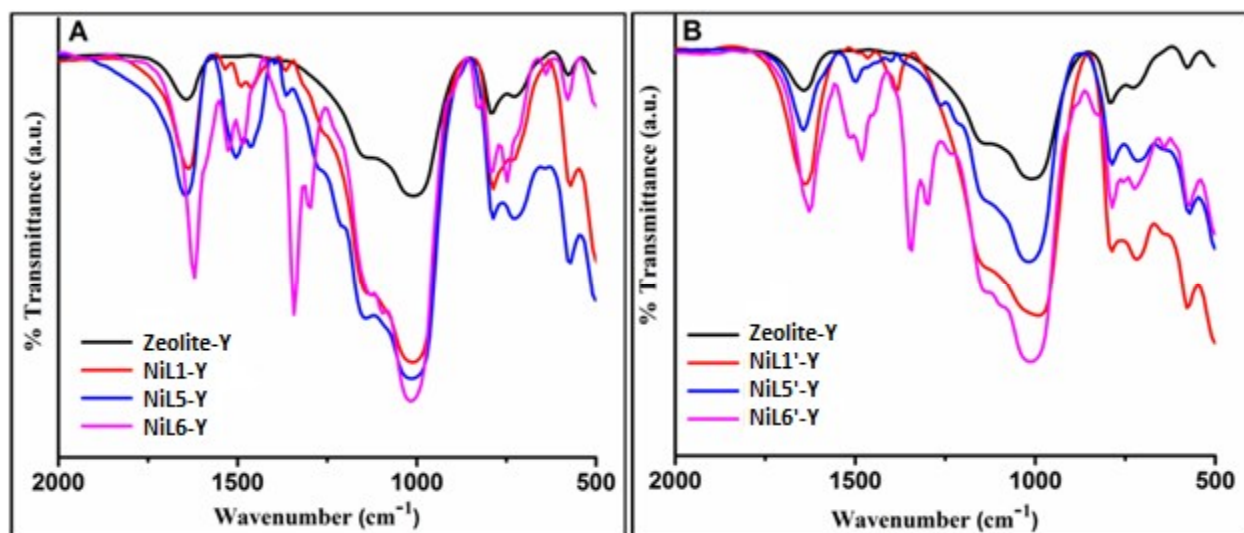 A
% Transmittance (a.u.)
Zeolite-Y
NiL1-Y
NiL5-Y
NiL6-Y
2000 1500 1000 500
Wavenumber (cm⁻¹)
B
% Transmittance (a.u.)
Zeolite-Y
NiL1'-Y
NiL5'-Y
NiL6'-Y
2000 1500 1000 500
Wavenumber (cm⁻¹)